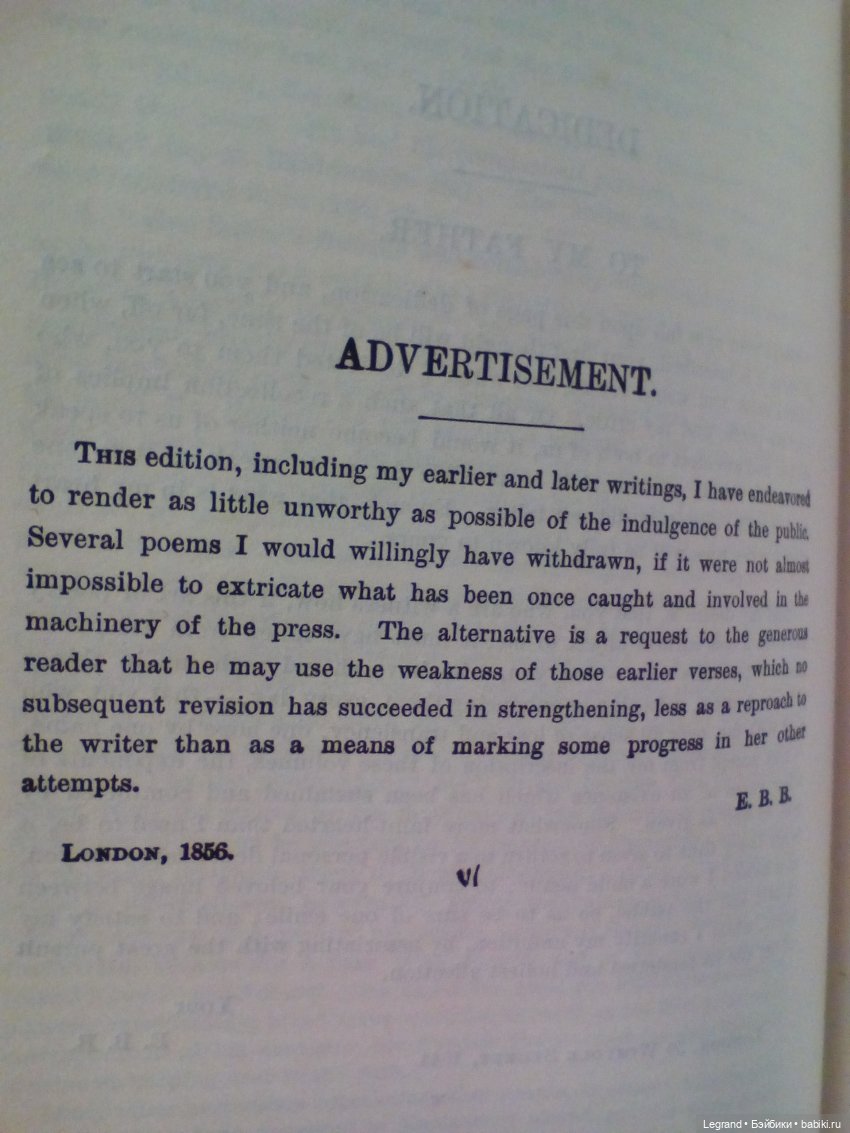 DEDICATION.
TO MY FATHER.
ADVERTISEMENT.
THIS edition, including my earlier and later writings, I have endeavored
to render as little unworthy as possible of the indulgence of the public.
Several poems I would willingly have withdrawn, if it were not almost
impossible to extricate what has been once caught and involved in the
machinery of the press. The alternative is a request to the generous
reader that he may use the weakness of those earlier verses, which no
subsequent revision has succeeded in strengthening, less as a reproach to
the writer than as a means of marking some progress in her other
attempts.
E. B. B.
LONDON, 1856.
vi
Legrand • Бэйбики • babiki.ru